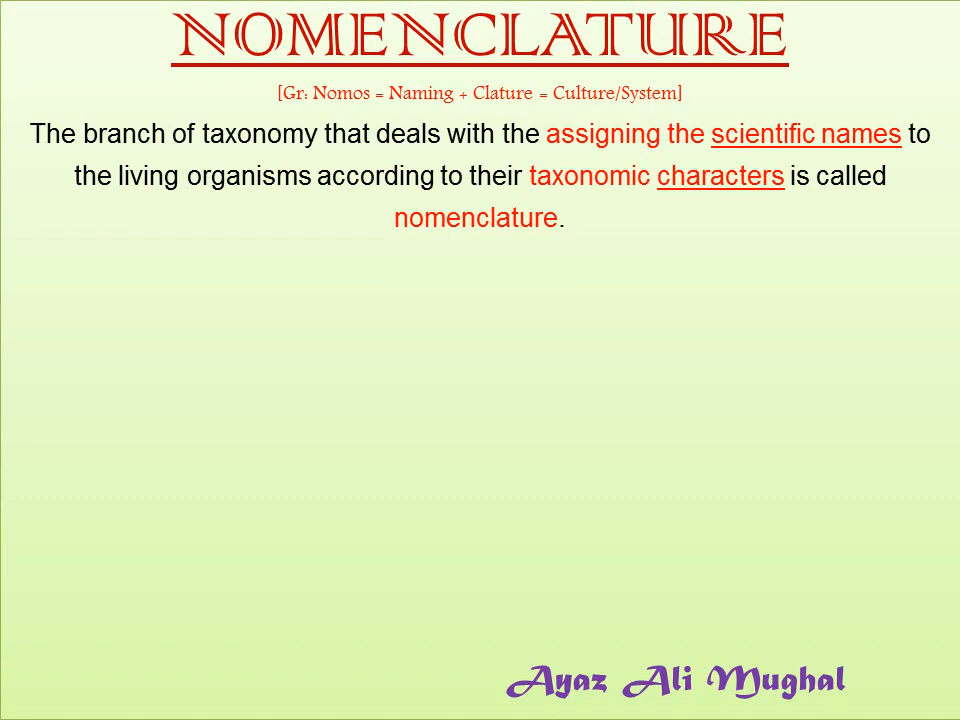 NOMENCLATURE
[Gr: Nomos = Naming + Clature = Culture/System]
The branch of taxonomy that deals with the assigning the scientific names to
the living organisms according to their taxonomic characters is called
nomenclature.
Ayaz Ali Mughal